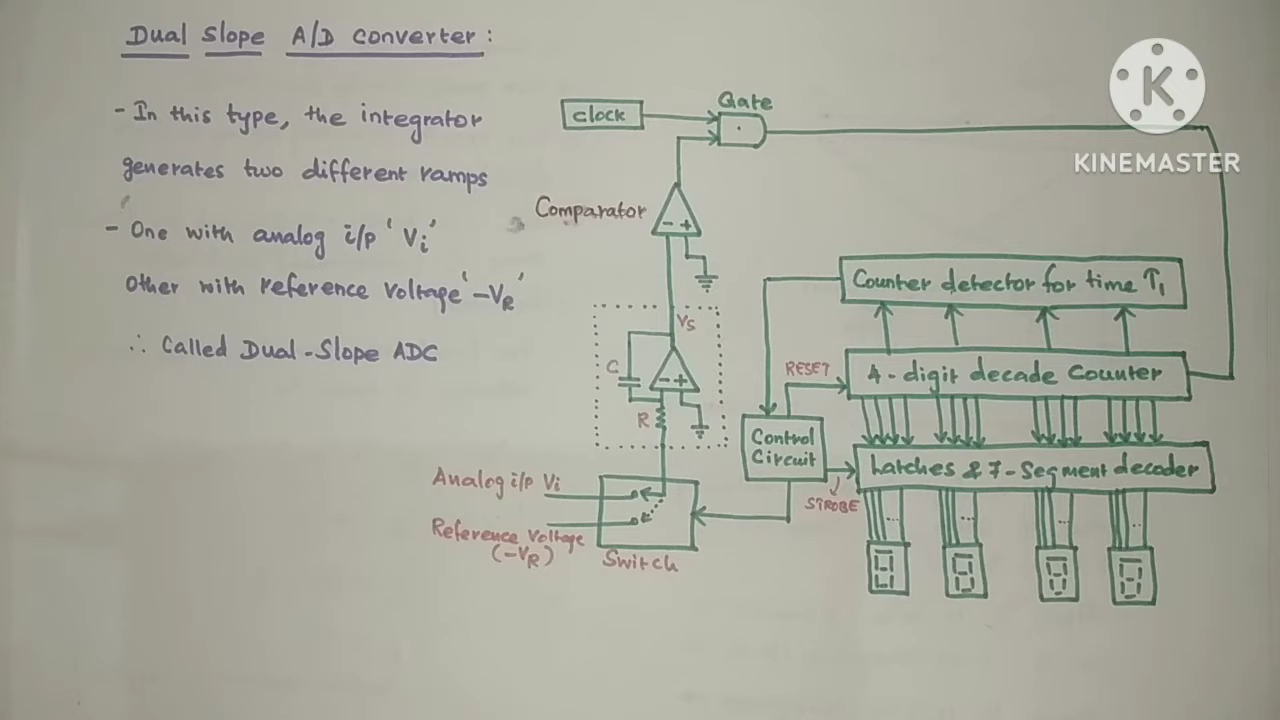 Dual Slope A/D Converter:
- In this type, the integrator
generates two different ramps
- One with analog i/p 'Vi'
Other with reference voltage '-VR'
∴ Called Dual-Slope ADC
clock
Gate
Comparator
Vs
C
R
Analog i/p Vi
Reference Voltage
(-VR)
Switch
Counter detector for time T1
4-digit decade Counter
RESET
Control
Circuit
Latches & 7-Segment decoder
STROBE
K
KINEMASTER